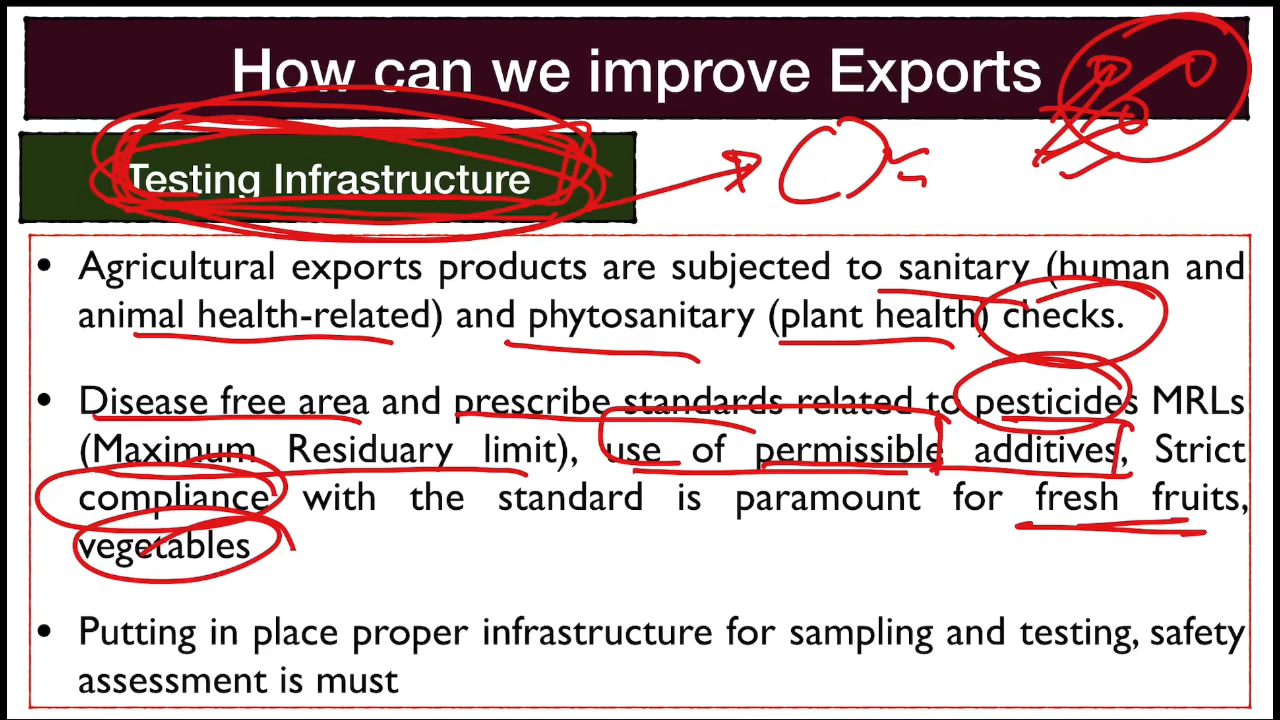 How can we improve Exports
Testing Infrastructure
• Agricultural exports products are subjected to sanitary (human and
animal health-related) and phytosanitary (plant health) checks.
• Disease free area and prescribe standards related to pesticides MRLs
(Maximum Residuary limit), use of permissible additives, Strict
compliance with the standard is paramount for fresh fruits,
vegetables
• Putting in place proper infrastructure for sampling and testing, safety
assessment is must